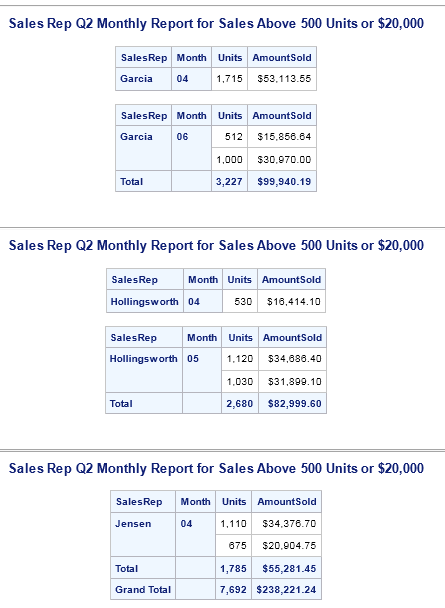 Sales Rep Q2 Monthly Report for Sales Above 500 Units or $20,000
SalesRep Month Units AmountSold
Garcia 04 1,715 $53,113.55
SalesRep Month Units AmountSold
Garcia 06 512 $15,856.64
1,000 $30,970.00
Total 3,227 $99,940.19
Sales Rep Q2 Monthly Report for Sales Above 500 Units or $20,000
SalesRep Month Units AmountSold
Hollingsworth 04 530 $16,414.10
SalesRep Month Units AmountSold
Hollingsworth 05 1,120 $34,686.40
1,030 $31,899.10
Total 2,680 $82,999.60
Sales Rep Q2 Monthly Report for Sales Above 500 Units or $20,000
SalesRep Month Units AmountSold
Jensen 04 1,110 $34,376.70
675 $20,904.75
Total 1,785 $55,281.45
Grand Total 7,692 $238,221.24